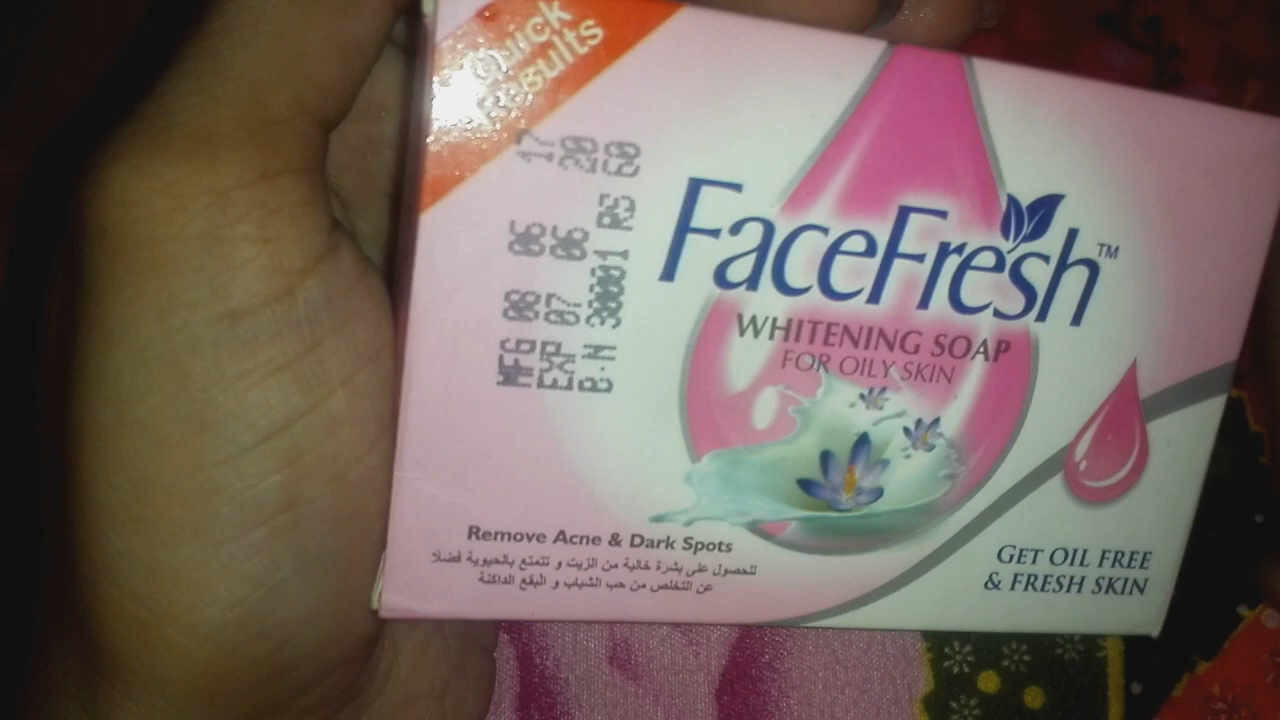 Quick
Results
MFG 08 06 17
EXP 07 06 20
B.N 30001 RS 60
FaceFresh™
WHITENING SOAP
FOR OILY SKIN
Remove Acne & Dark Spots
للحصول على بشرة خالية من الزيت و تتمتع بالحيوية فضلا
عن التخلص من حب الشباب و البقع الداكنة
GET OIL FREE
& FRESH SKIN